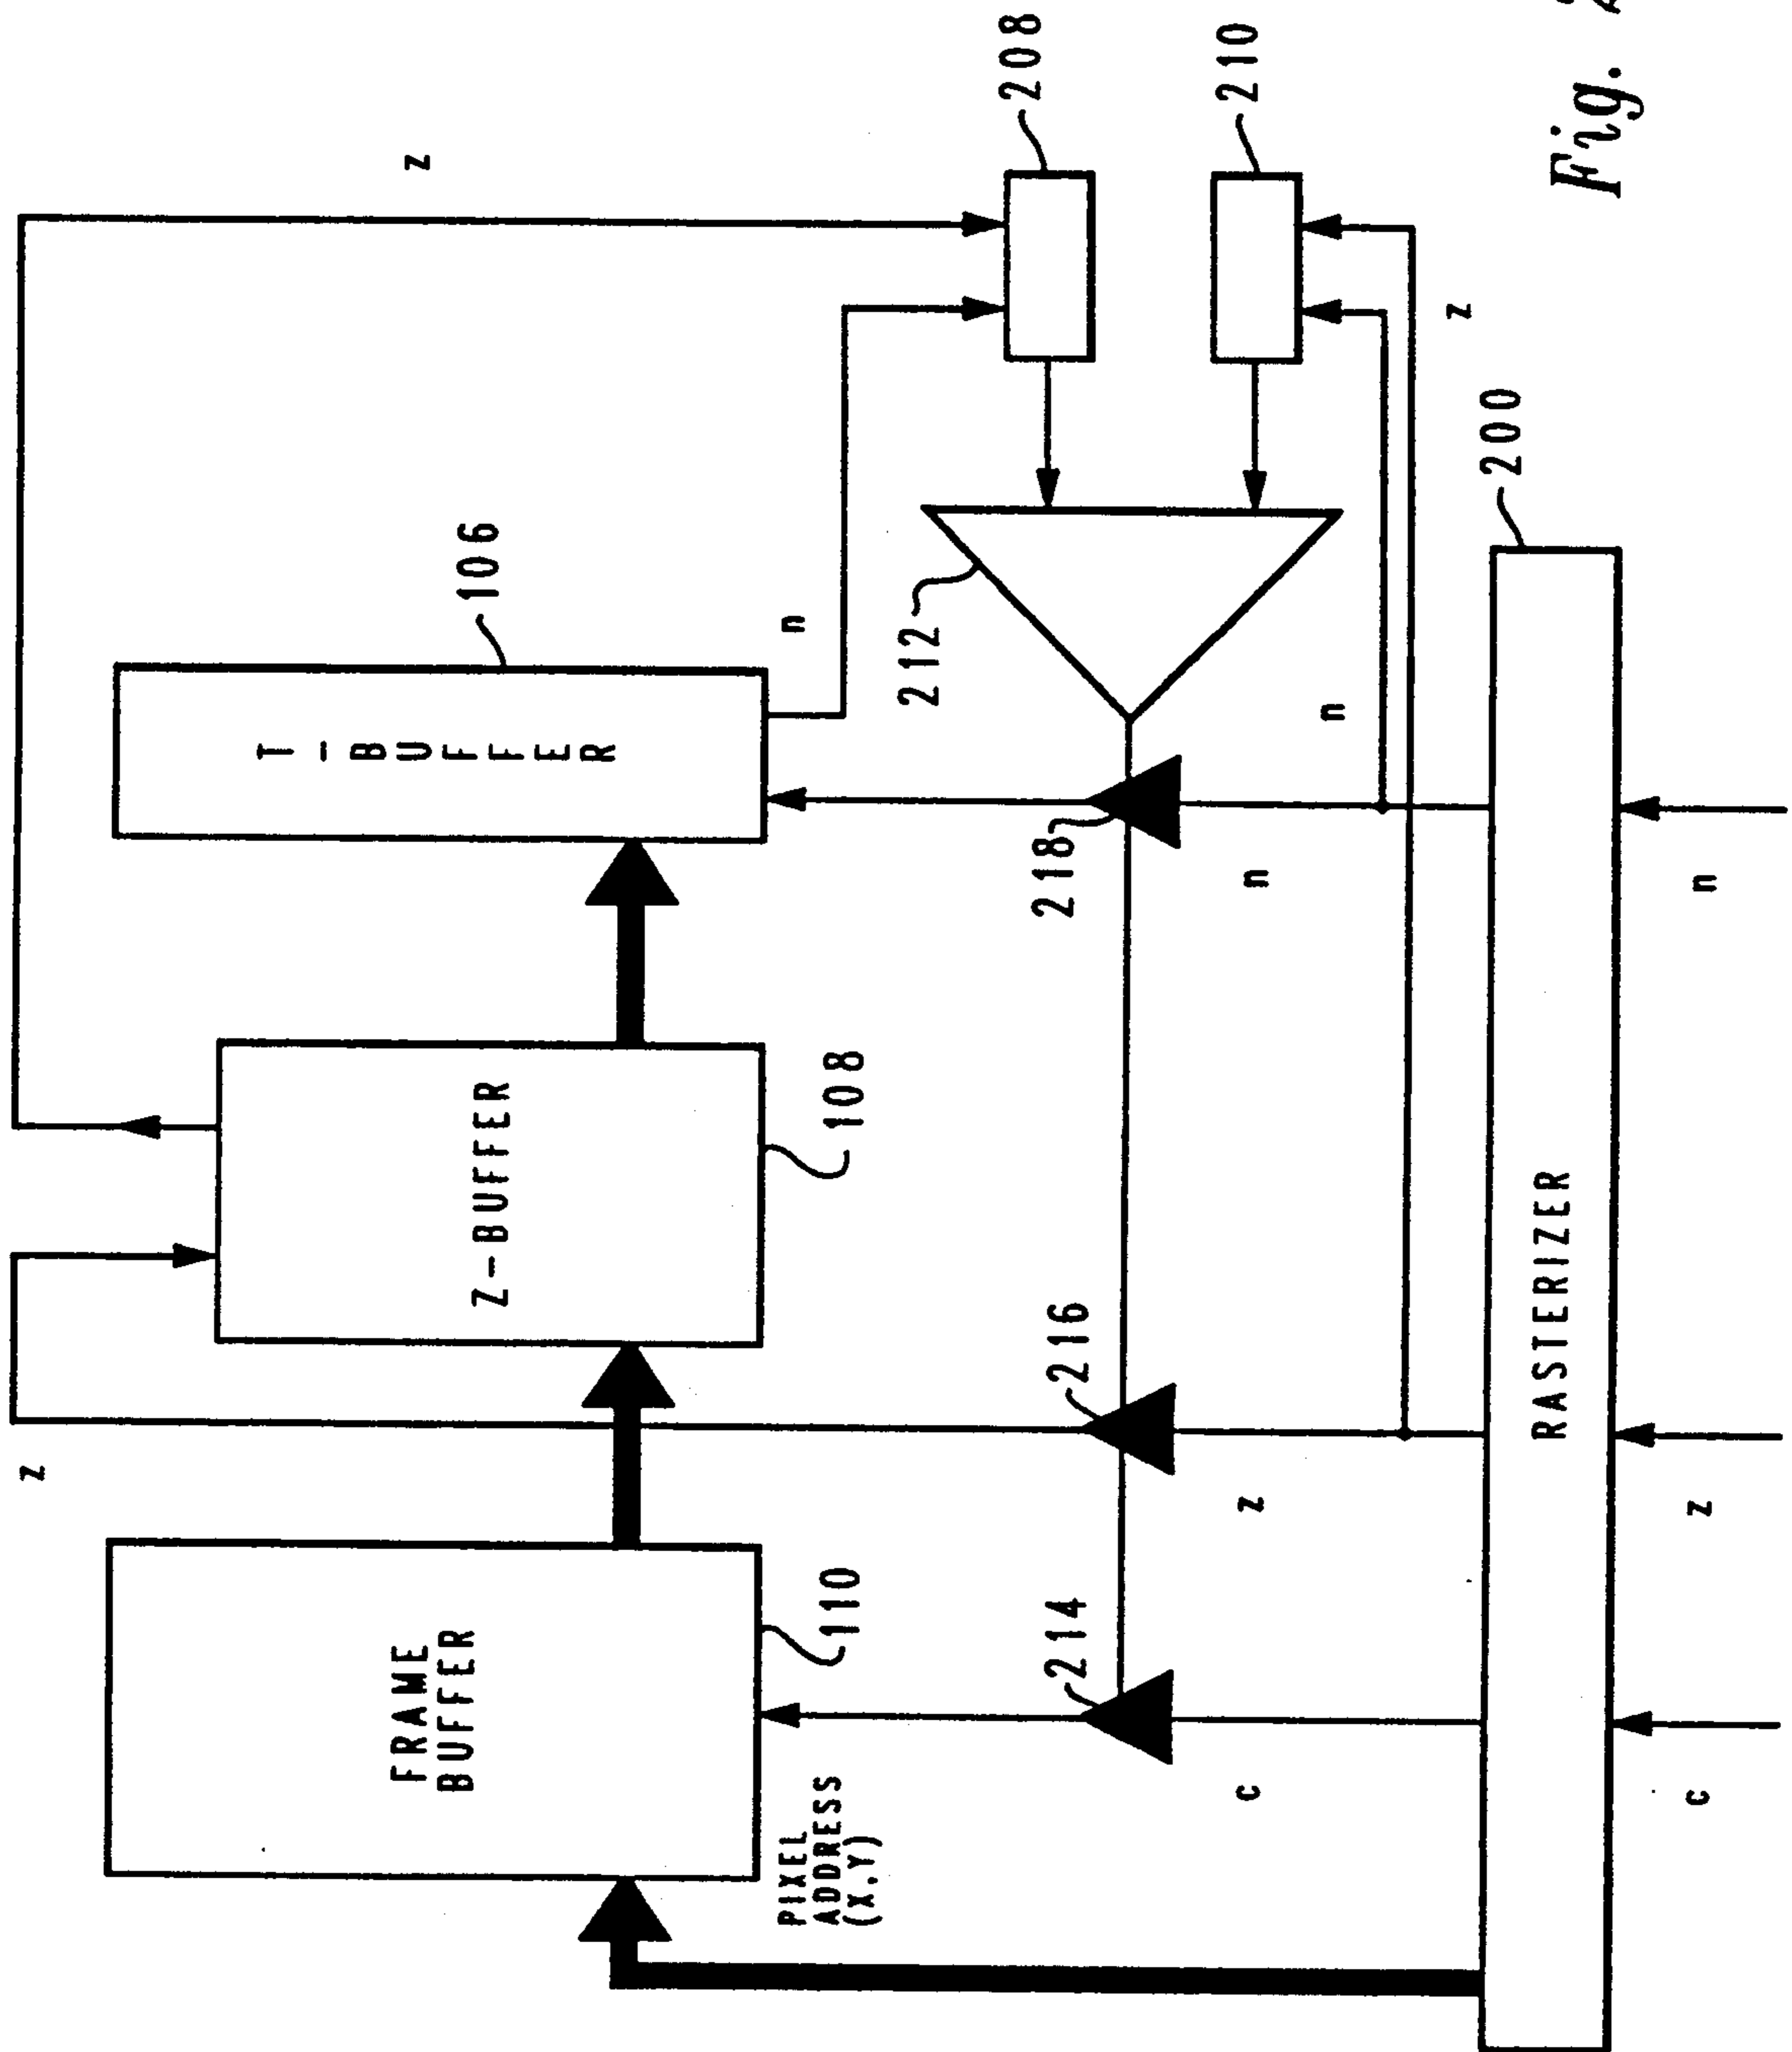 z
z
208
210
106
T-BUFFER
n
212
Z-BUFFER
108
FRAME
BUFFER
110
PIXEL
ADDRESS
(X,Y)
214
216
218
n
z
c
z
n
200
RASTERIZER
c
z
n
Fig.